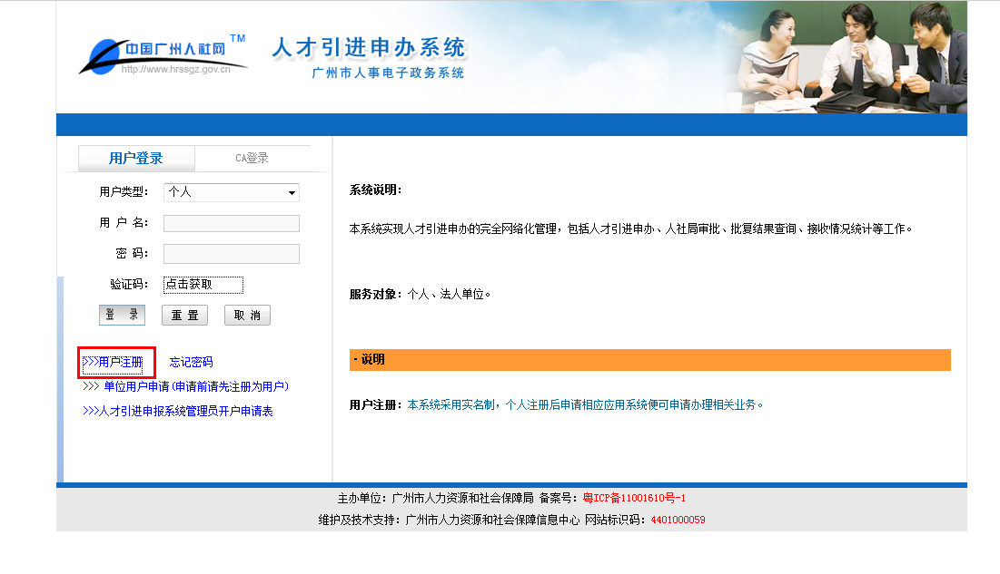 中国广州人社网 TM
http://www.hrssgz.gov.cn
人才引进申办系统
广州市人事电子政务系统
用户登录 CA登录
用户类型： 个人
用 户 名：
密 码：
验证码： 点击获取
登 录 重 置 取 消
>>>用户注册 忘记密码
>>> 单位用户申请(申请前请先注册为用户)
>>>人才引进申报系统管理员开户申请表
系统说明：
本系统实现人才引进申办的完全网络化管理，包括人才引进申办、人社局审批、批复结果查询、接收情况统计等工作。
服务对象：个人、法人单位。
· 说明
用户注册：本系统采用实名制，个人注册后申请相应应用系统便可申请办理相关业务。
主办单位：广州市人力资源和社会保障局 备案号：粤ICP备11001610号-1
维护及技术支持：广州市人力资源和社会保障信息中心 网站标识码：4401000059